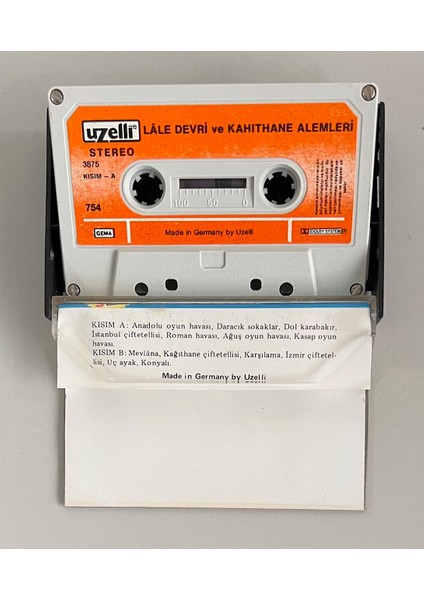 uzelli LÂLE DEVRİ ve KAHITHANE ALEMLERİ
STEREO
3875
KISIM - A
100 50 0
754
GEMA
Made in Germany by Uzelli
DOLBY SYSTEM
KISIM A: Anadolu oyun havası, Daracık sokaklar, Dol karabakır,
İstanbul çiftetellisi, Roman havası, Ağuş oyun havası, Kasap oyun
havası.
KISIM B: Mevlâna, Kağıthane çiftetellisi, Karşılama, İzmir çiftetel-
lisi, Üç ayak, Konyalı.
Made in Germany by Uzelli